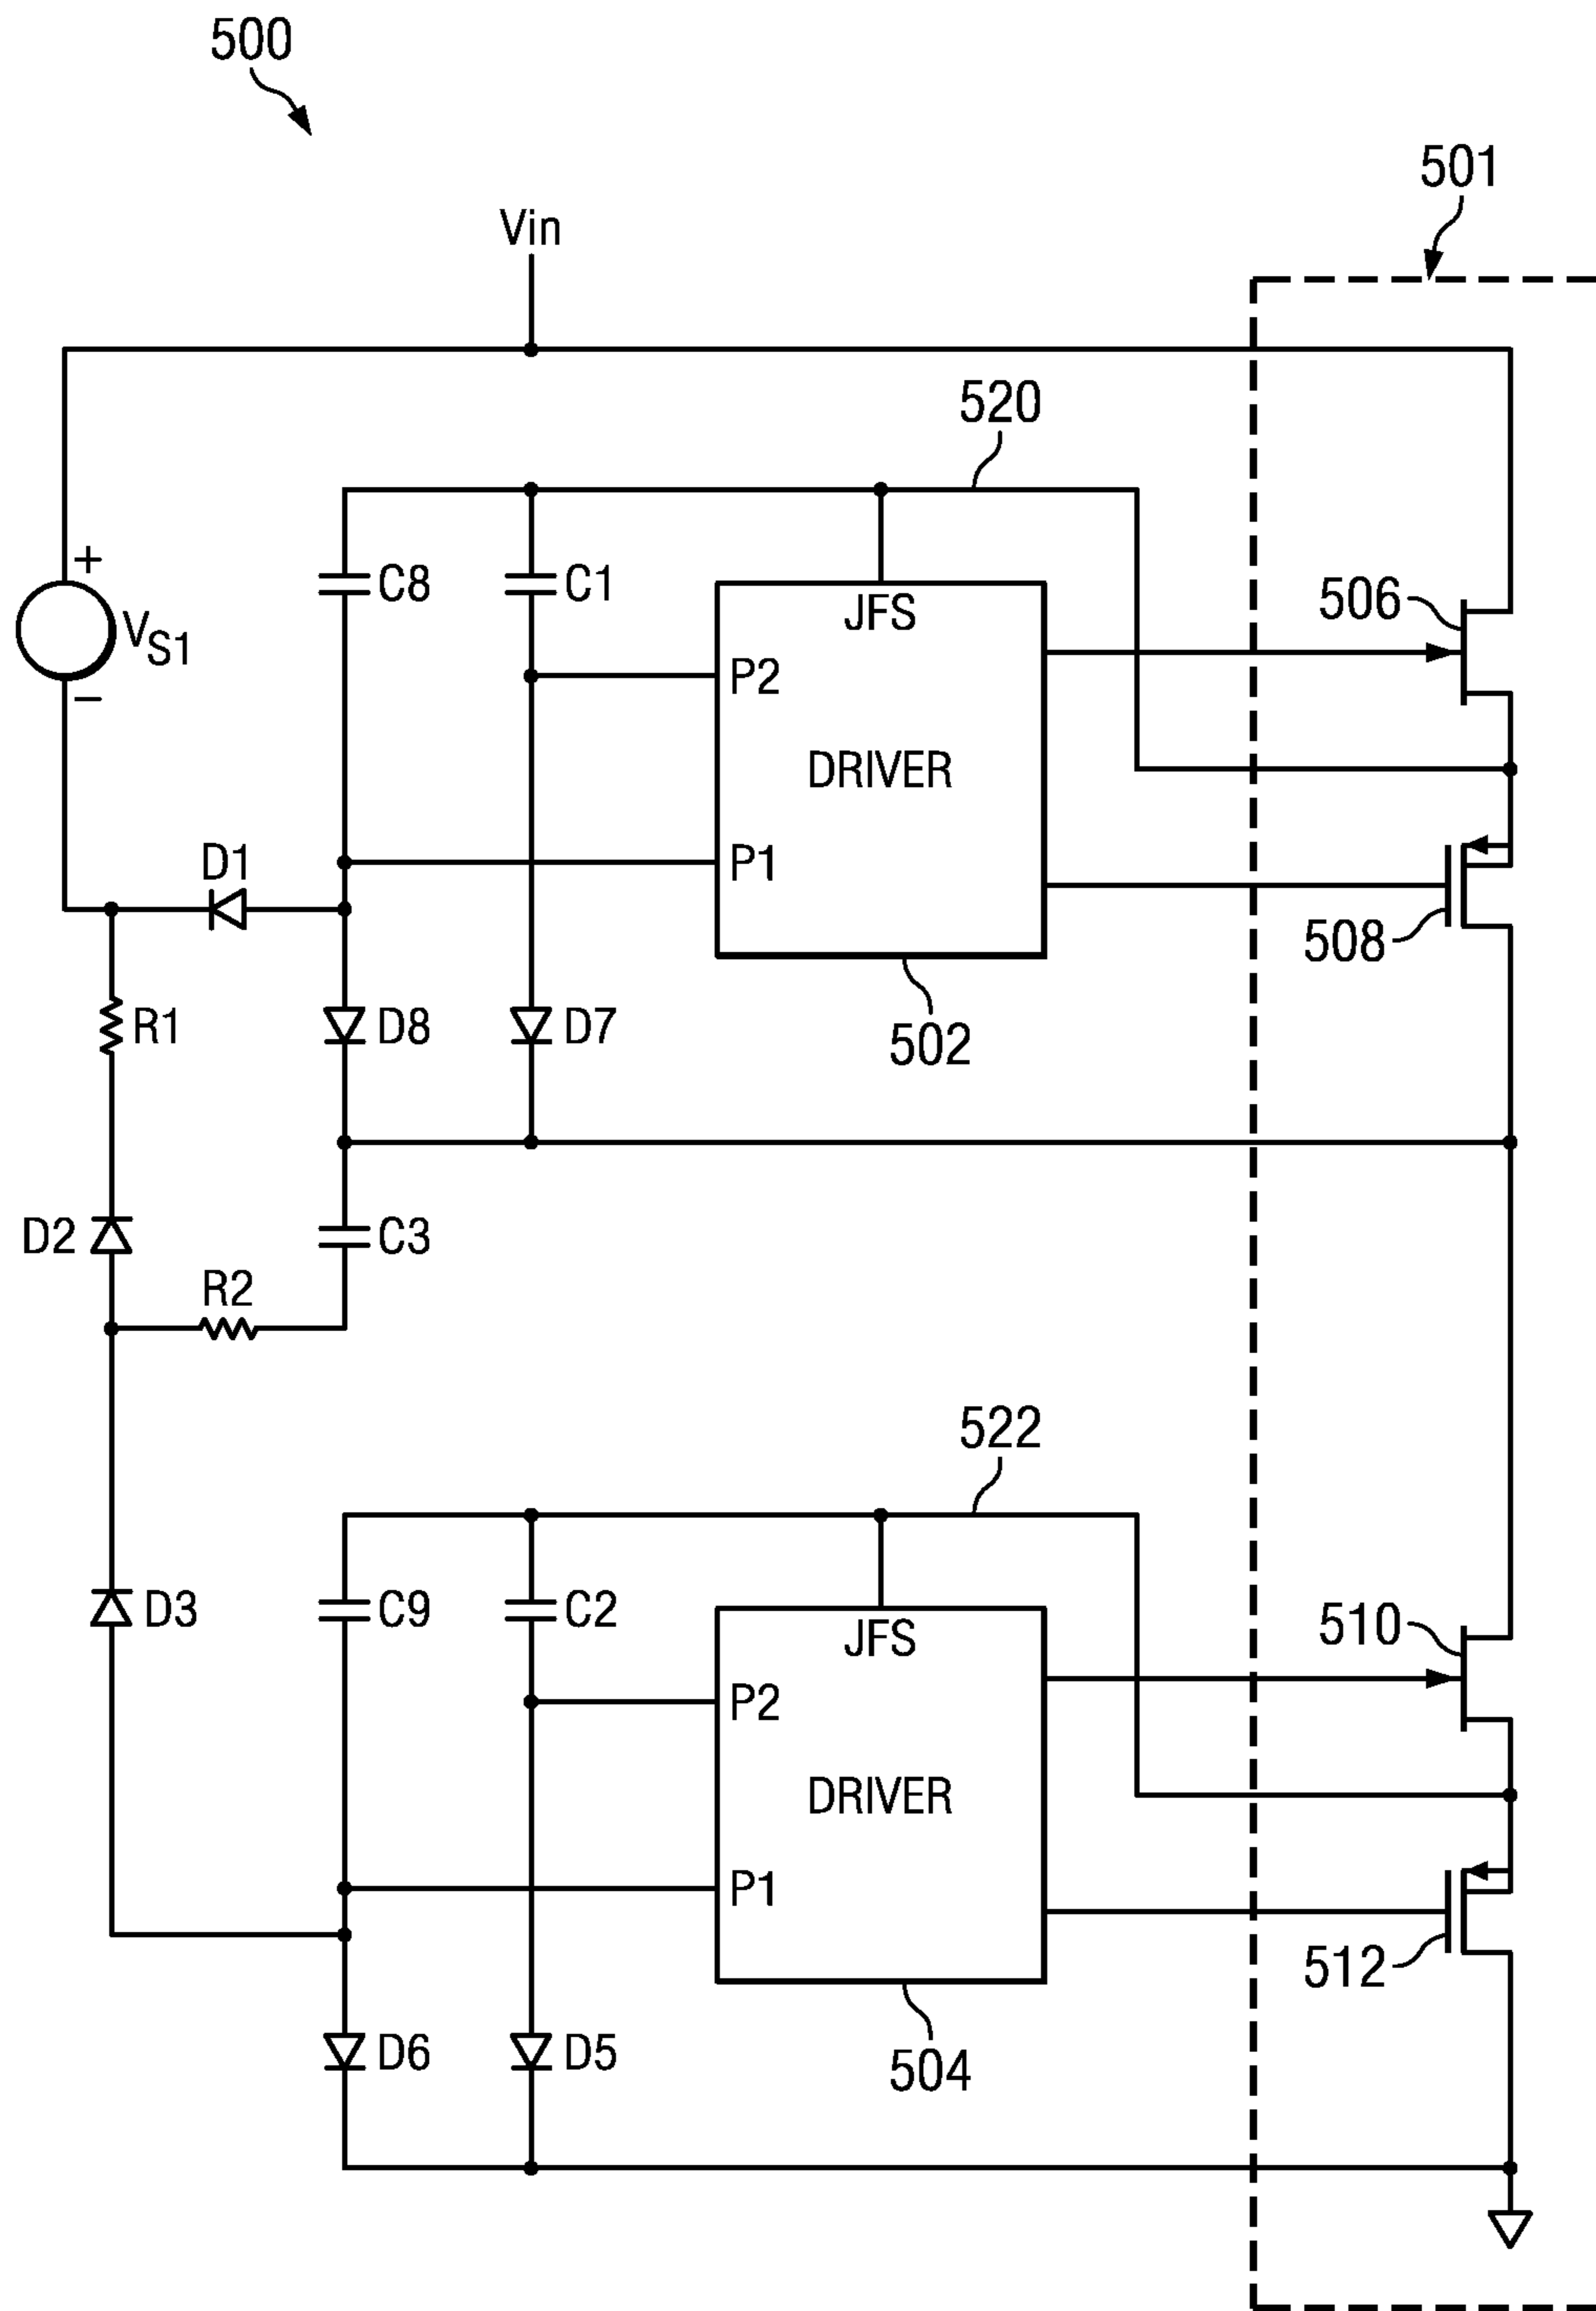 500
501
Vin
520
+
C8
C1
JFS
506
VS1
P2
−
DRIVER
D1
P1
508
R1
D8
D7
502
D2
C3
R2
522
D3
C9
C2
JFS
510
P2
DRIVER
P1
512
D6
D5
504